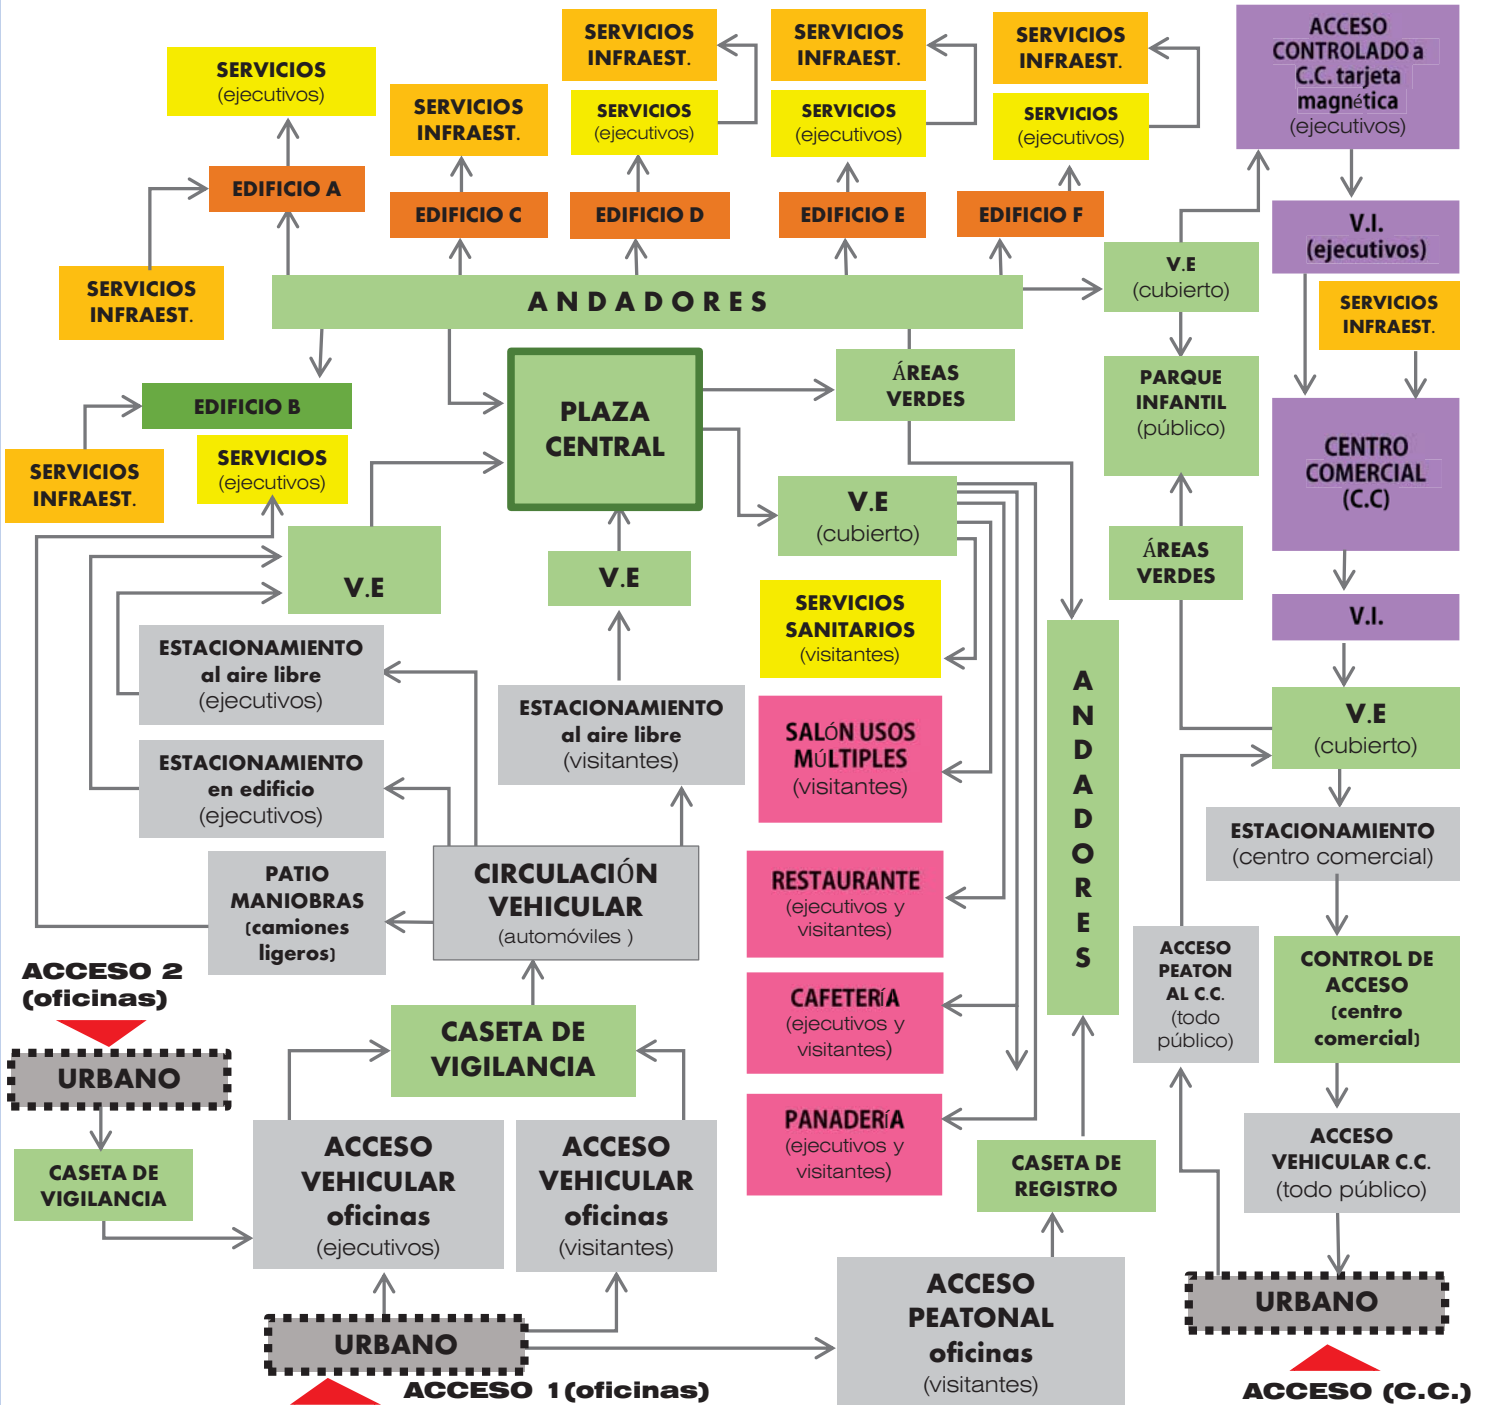 SERVICIOS
(ejecutivos)
SERVICIOS
INFRAEST.
SERVICIOS
INFRAEST.
SERVICIOS
(ejecutivos)
SERVICIOS
INFRAEST.
SERVICIOS
(ejecutivos)
SERVICIOS
INFRAEST.
SERVICIOS
(ejecutivos)
ACCESO
CONTROLADO a
C.C. tarjeta
magnética
(ejecutivos)
EDIFICIO A
EDIFICIO C
EDIFICIO D
EDIFICIO E
EDIFICIO F
V.I.
(ejecutivos)
SERVICIOS
INFRAEST.
ANDADORES
V.E
(cubierto)
SERVICIOS
INFRAEST.
EDIFICIO B
PLAZA
CENTRAL
ÁREAS
VERDES
PARQUE
INFANTIL
(público)
CENTRO
COMERCIAL
(C.C)
SERVICIOS
INFRAEST.
SERVICIOS
(ejecutivos)
V.E
V.E
V.E
(cubierto)
ÁREAS
VERDES
V.I.
SERVICIOS
SANITARIOS
(visitantes)
ESTACIONAMIENTO
al aire libre
(ejecutivos)
ESTACIONAMIENTO
al aire libre
(visitantes)
SALÓN USOS
MÚLTIPLES
(visitantes)
A
N
D
A
D
O
R
E
S
V.E
(cubierto)
ESTACIONAMIENTO
en edificio
(ejecutivos)
ESTACIONAMIENTO
(centro comercial)
PATIO
MANIOBRAS
(camiones
ligeros)
CIRCULACIÓN
VEHICULAR
(automóviles )
RESTAURANTE
(ejecutivos y
visitantes)
ACCESO
PEATON
AL C.C.
(todo
público)
CONTROL DE
ACCESO
(centro
comercial)
ACCESO 2
(oficinas)
URBANO
CASETA DE
VIGILANCIA
CAFETERÍA
(ejecutivos y
visitantes)
CASETA DE
VIGILANCIA
ACCESO
VEHICULAR
oficinas
(ejecutivos)
ACCESO
VEHICULAR
oficinas
(visitantes)
PANADERÍA
(ejecutivos y
visitantes)
CASETA DE
REGISTRO
ACCESO
VEHICULAR C.C.
(todo público)
URBANO
ACCESO 1(oficinas)
ACCESO
PEATONAL
oficinas
(visitantes)
URBANO
ACCESO (C.C.)